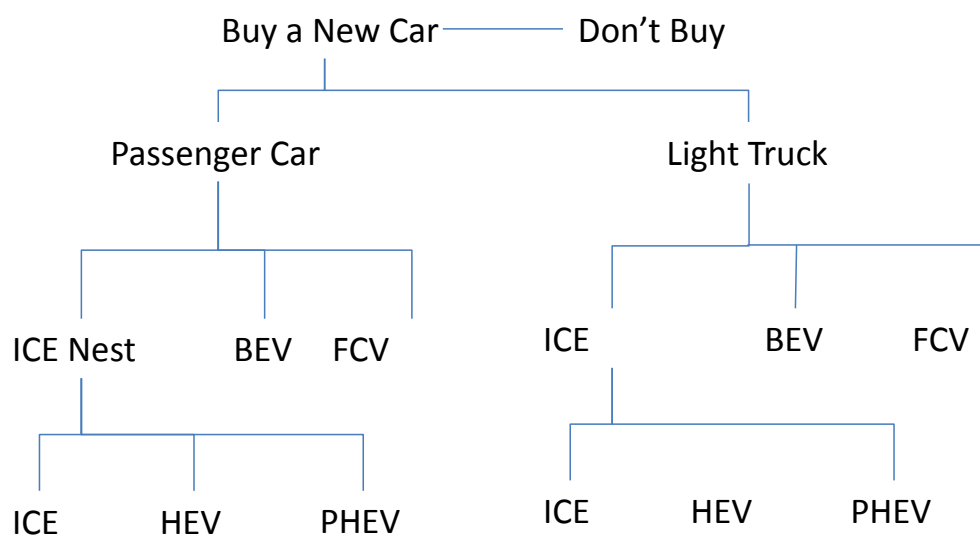 Buy a New Car Don't Buy
Passenger Car Light Truck
ICE Nest BEV FCV ICE BEV FCV
ICE HEV PHEV ICE HEV PHEV